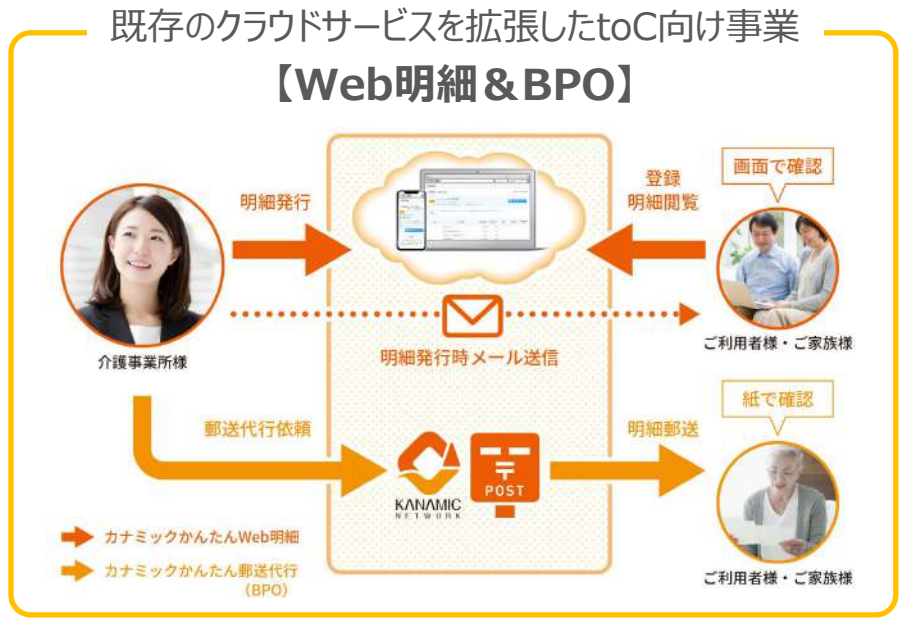 既存のクラウドサービスを拡張したtoC向け事業
【Web明細＆BPO】
明細発行
登録
明細閲覧
画面で確認
介護事業所様
明細発行時メール送信
ご利用者様・ご家族様
郵送代行依頼
KANAMIC
NETWORK
〒
POST
明細郵送
紙で確認
ご利用者様・ご家族様
カナミックかんたんWeb明細
カナミックかんたん郵送代行
（BPO）